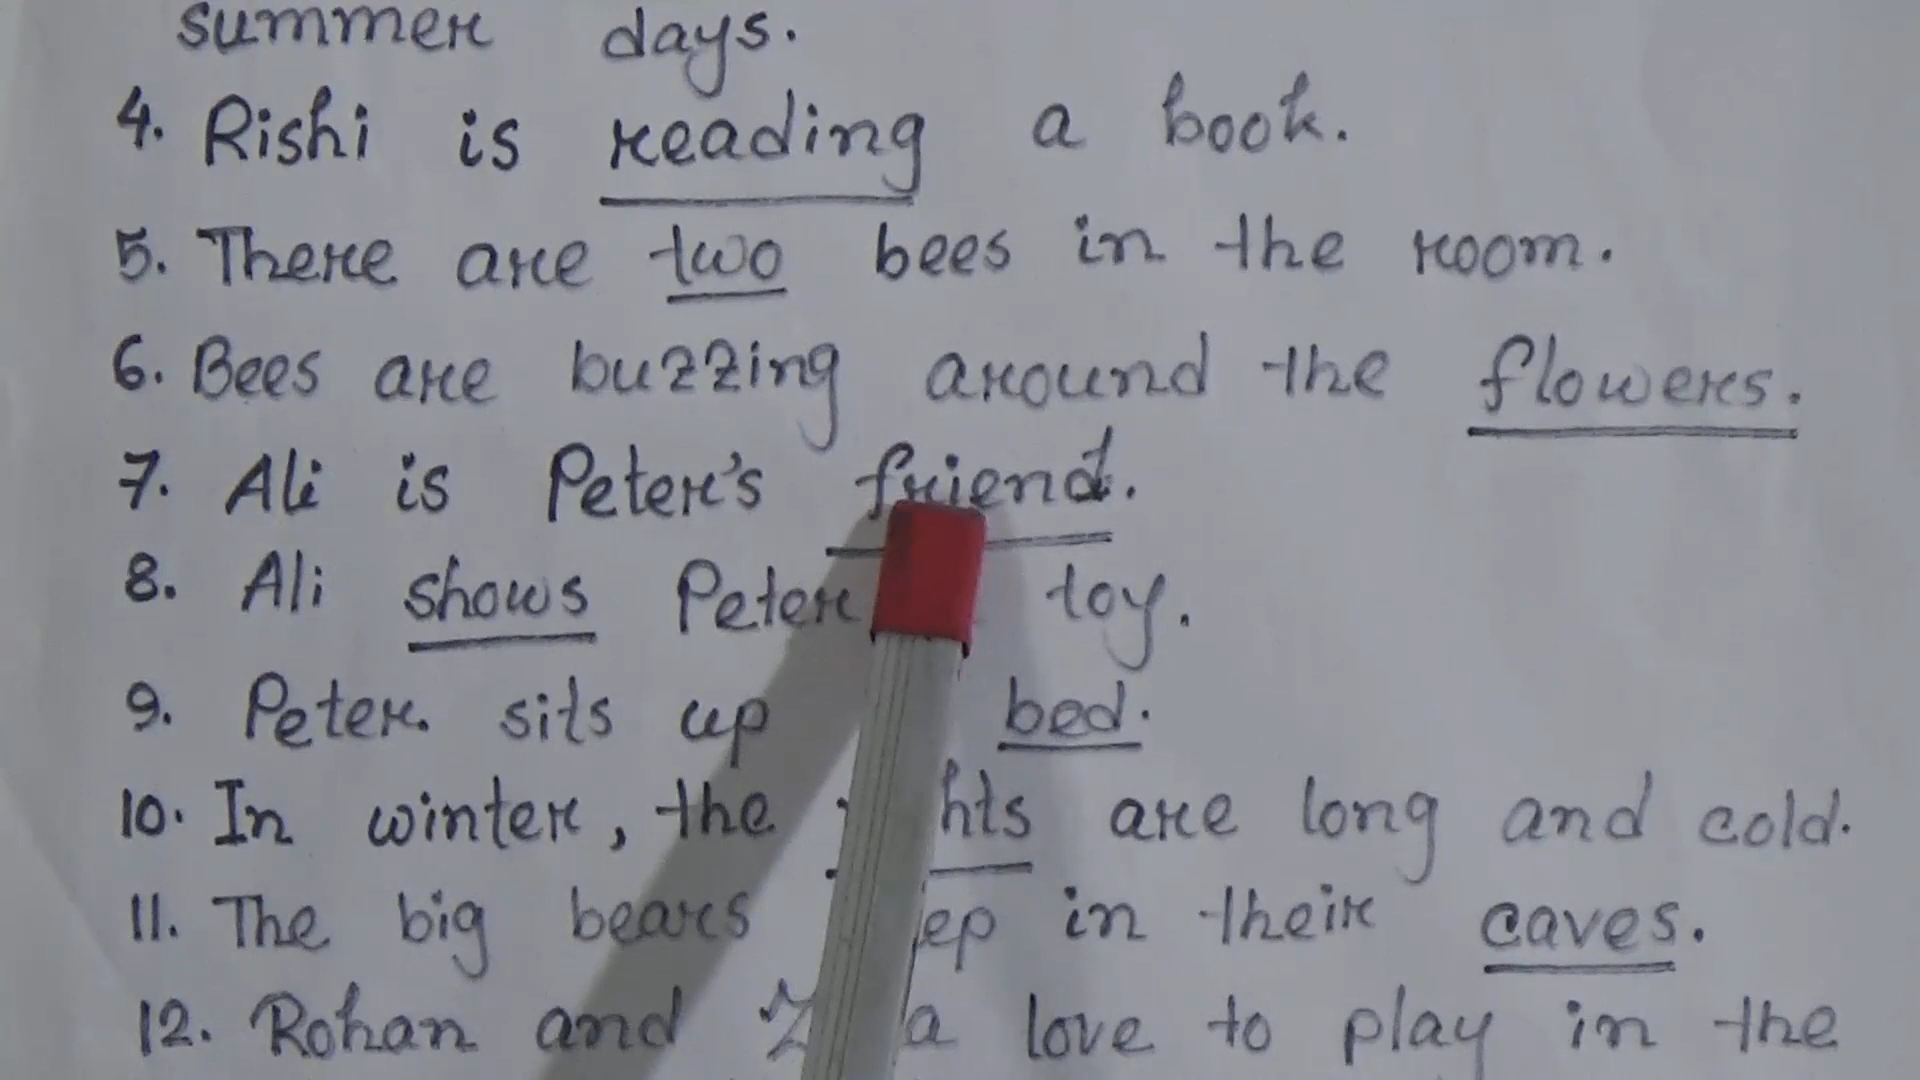 summer days.
4. Rishi is reading a book.
5. There are two bees in the room.
6. Bees are buzzing around the flowers.
7. Ali is Peter's friend.
8. Ali shows Peter toy.
9. Peter sits up bed.
10. In winter, the are long and cold.
11. The big bears in their caves.
12. Rohan and love to play in the